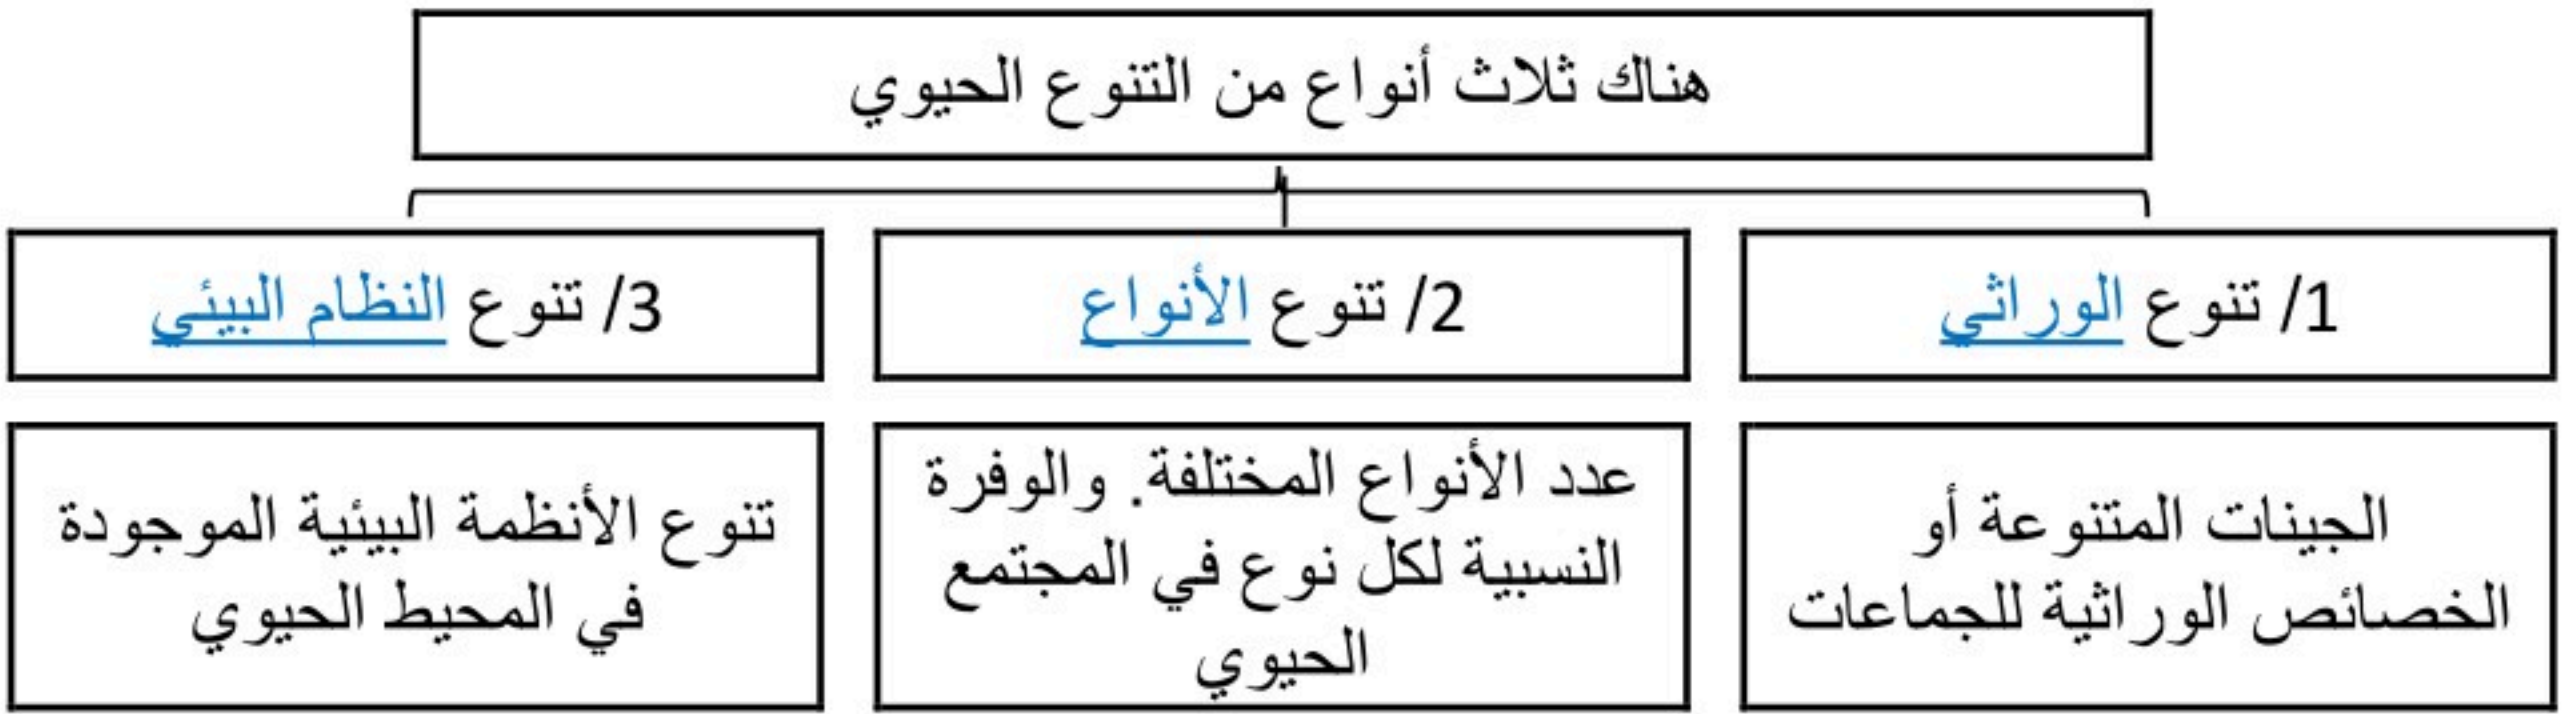 هناك ثلاث أنواع من التنوع الحيوي
1/ تنوع الوراثي
2/ تنوع الأنواع
3/ تنوع النظام البيئي
الجينات المتنوعة أو
الخصائص الوراثية للجماعات
عدد الأنواع المختلفة. والوفرة
النسبية لكل نوع في المجتمع
الحيوي
تنوع الأنظمة البيئية الموجودة
في المحيط الحيوي